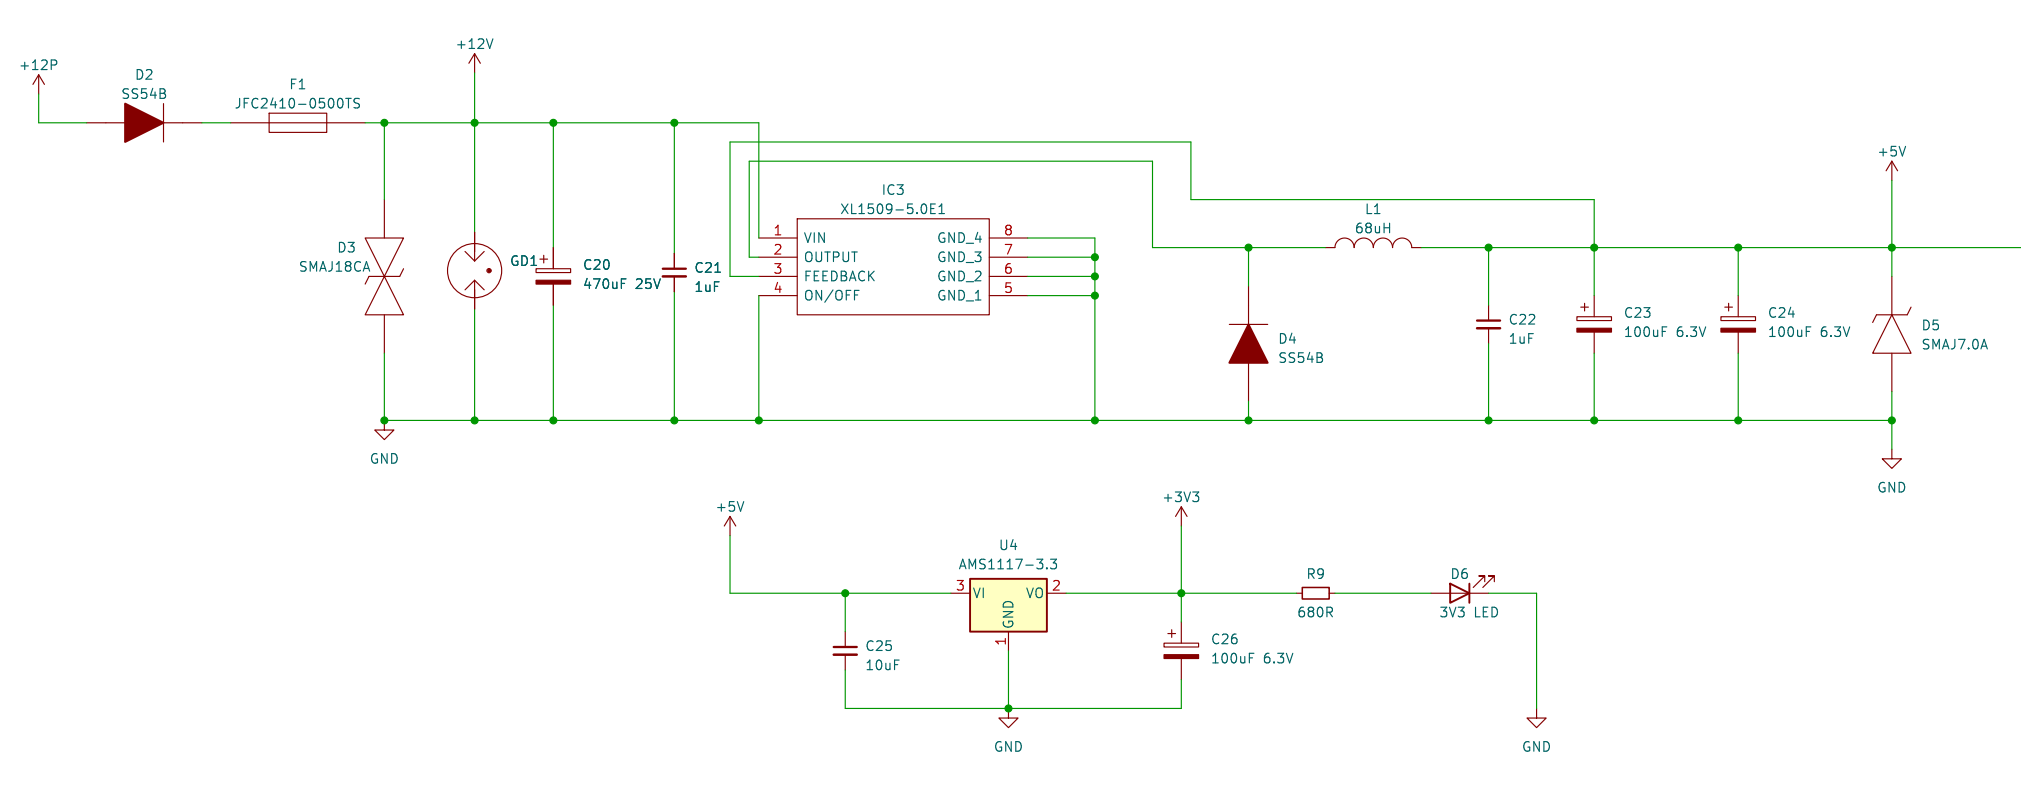 +12P
D2
SS54B
F1
JFC2410-0500TS
+12V
D3
SMAJ18CA
GD1
+
C20
470uF 25V
C21
1uF
IC3
XL1509-5.0E1
1 VIN GND_4 8
2 OUTPUT GND_3 7
3 FEEDBACK GND_2 6
4 ON/OFF GND_1 5
L1
68uH
D4
SS54B
C22
1uF
+
C23
100uF 6.3V
+
C24
100uF 6.3V
+5V
D5
SMAJ7.0A
GND
GND
+5V
C25
10uF
U4
AMS1117-3.3
3 VI VO 2
GND
1
+3V3
+
C26
100uF 6.3V
R9
680R
D6
3V3 LED
GND
GND